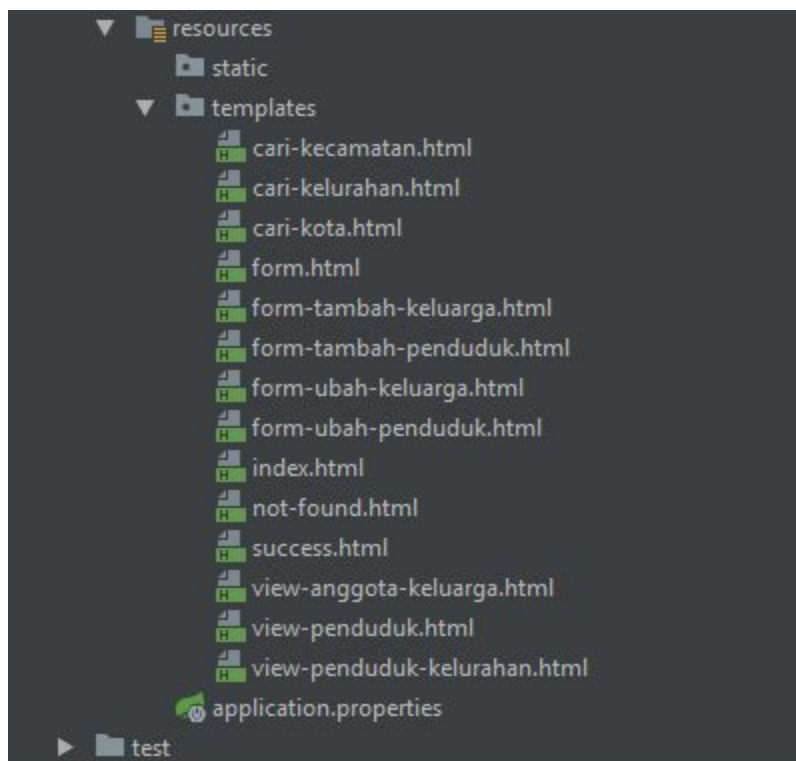 resources
static
templates
cari-kecamatan.html
cari-kelurahan.html
cari-kota.html
form.html
form-tambah-keluarga.html
form-tambah-penduduk.html
form-ubah-keluarga.html
form-ubah-penduduk.html
index.html
not-found.html
success.html
view-anggota-keluarga.html
view-penduduk.html
view-penduduk-kelurahan.html
application.properties
test